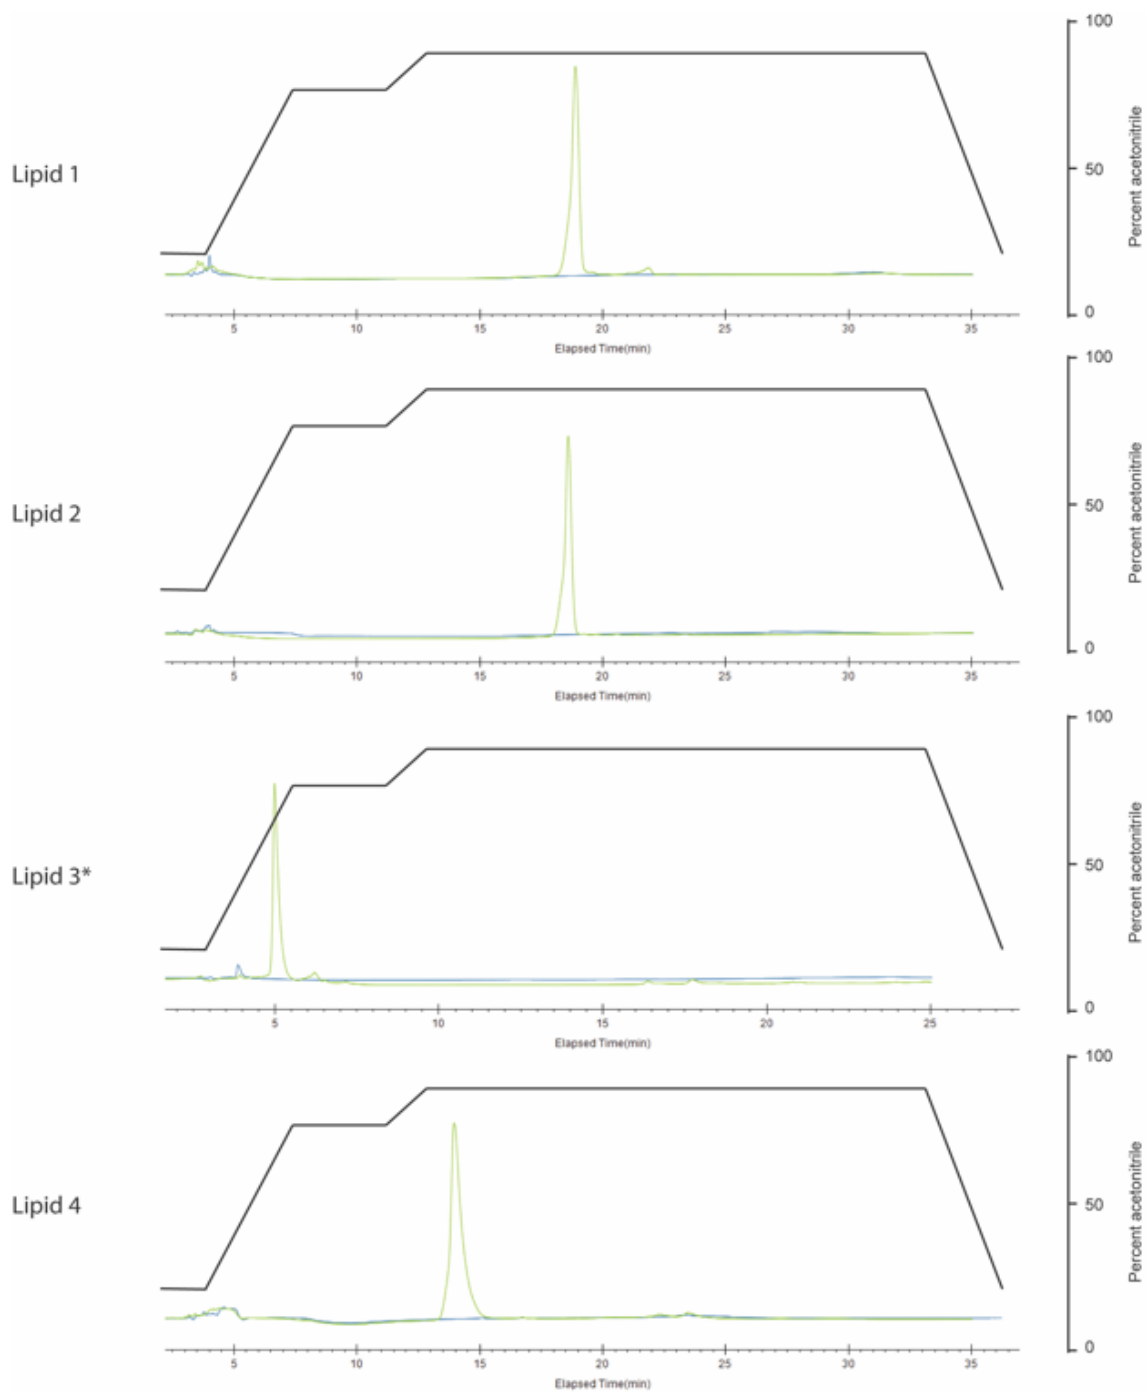 100
Percent acetonitrile
Lipid 1
50
0
5 10 15 20 25 30 35
Elapsed Time(min)
100
Percent acetonitrile
Lipid 2
50
0
5 10 15 20 25 30 35
Elapsed Time(min)
100
Percent acetonitrile
Lipid 3*
50
0
5 10 15 20 25
Elapsed Time(min)
100
Percent acetonitrile
Lipid 4
50
0
5 10 15 20 25 30 35
Elapsed Time(min)